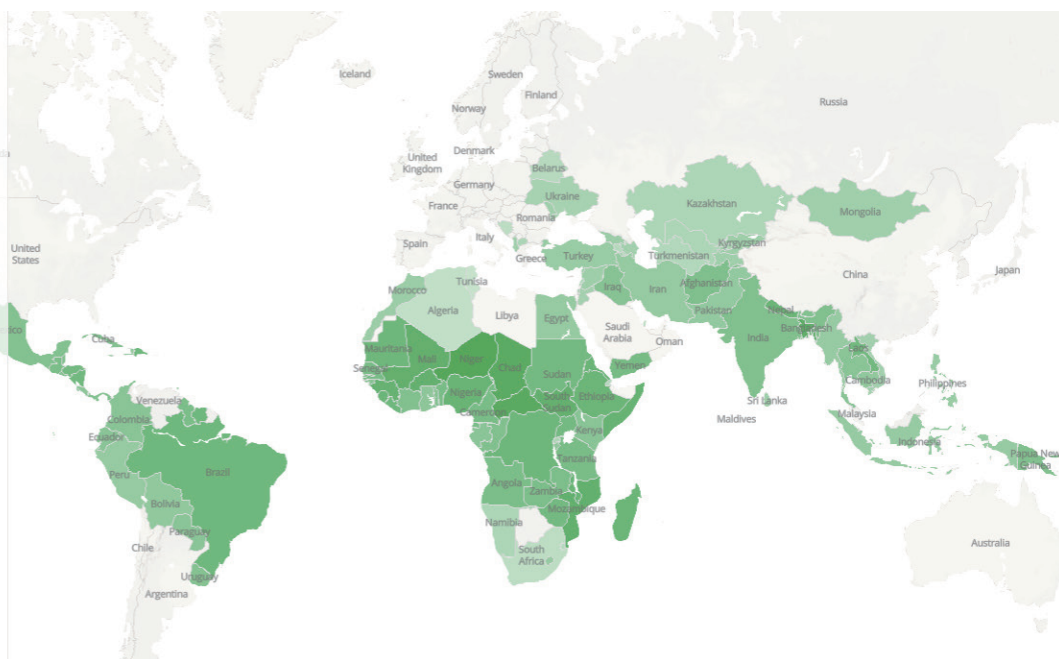 Iceland
Sweden
Finland
Russia
Norway
United
Kingdom
Denmark
Belarus
Germany
Ukraine
Kazakhstan
Mongolia
France
Romania
United
States
Spain
Italy
Greece
Turkey
Turkmenistan
Kyrgyzstan
China
Japan
Morocco
Tunisia
Algeria
Libya
Egypt
Iraq
Iran
Afghanistan
Pakistan
Nepal
Saudi
Arabia
Oman
India
Bangladesh
Laos
ico
Cuba
Mauritania
Mali
Niger
Chad
Sudan
Yemen
Senegal
Nigeria
South
Sudan
Ethiopia
Cambodia
Philippines
Venezuela
Colombia
Cameroon
Sri Lanka
Maldives
Malaysia
Ecuador
Kenya
Indonesia
Papua New
Guinea
Peru
Brazil
Tanzania
Angola
Zambia
Bolivia
Mozambique
Namibia
Paraguay
Chile
South
Africa
Australia
Uruguay
Argentina